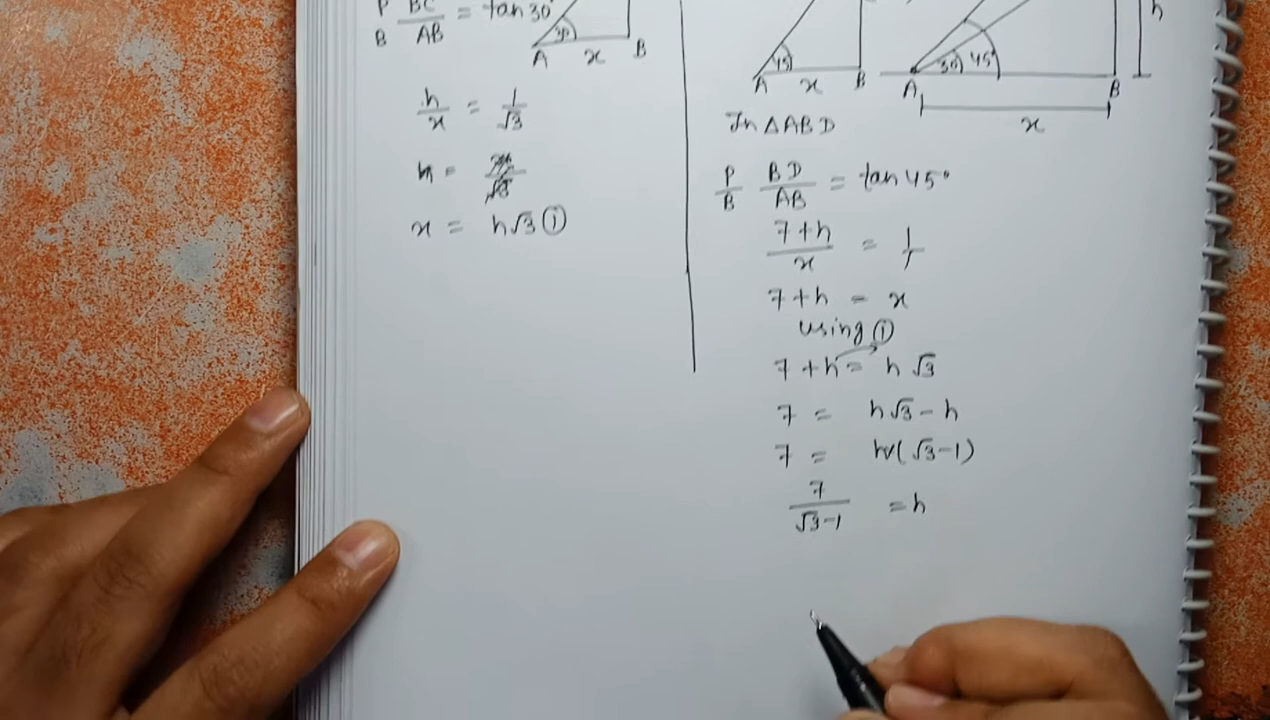 P/B BC/AB = tan 30
30
A x B
h/x = 1/√3
h =
x = h√3 ①
45
A x B
30 45°
A B
h
x
In △ABD
P/B BD/AB = tan 45°
7+h/x = 1/1
7+h = x
using ①
7+h = h√3
7 = h√3 - h
7 = h(√3-1)
7/√3-1 = h